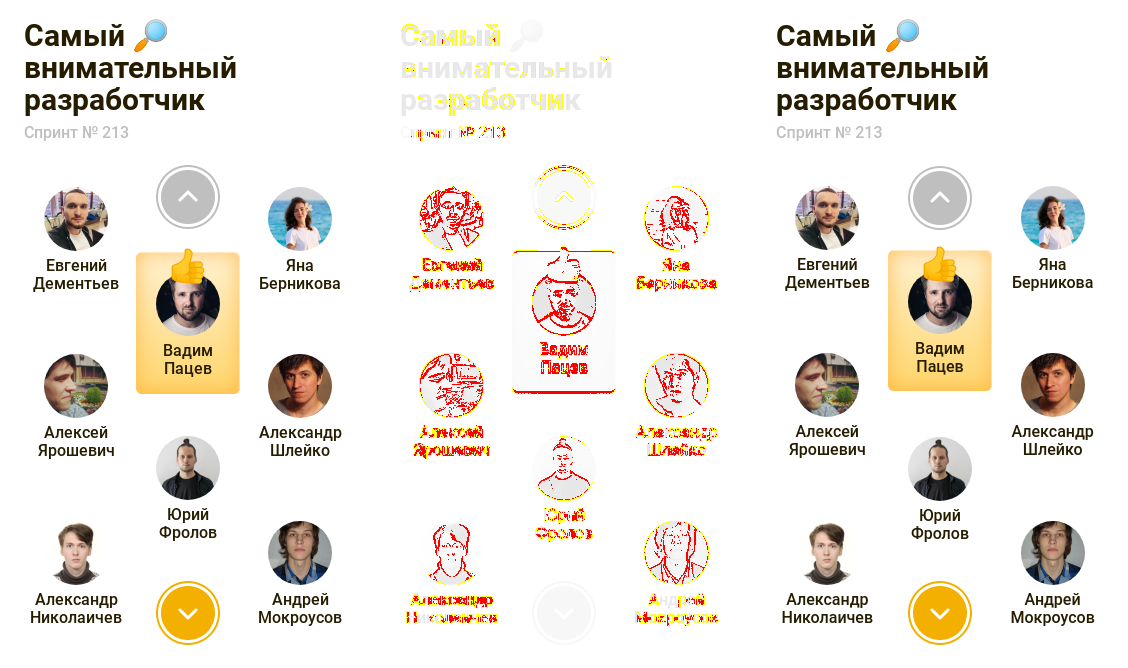 Самый
внимательный
разработчик
Спринт № 213
Евгений
Дементьев
Яна
Берникова
Вадим
Пацев
Алексей
Ярошевич
Александр
Шлейко
Юрий
Фролов
Александр
Николаичев
Андрей
Мокроусов
Самый
внимательный
разработчик
Спринт № 213
Евгений
Дементьев
Яна
Берникова
Вадим
Пацев
Алексей
Ярошевич
Александр
Шлейко
Юрий
Фролов
Александр
Николаичев
Андрей
Мокроусов
Самый
внимательный
разработчик
Спринт № 213
Евгений
Дементьев
Яна
Берникова
Вадим
Пацев
Алексей
Ярошевич
Александр
Шлейко
Юрий
Фролов
Александр
Николаичев
Андрей
Мокроусов